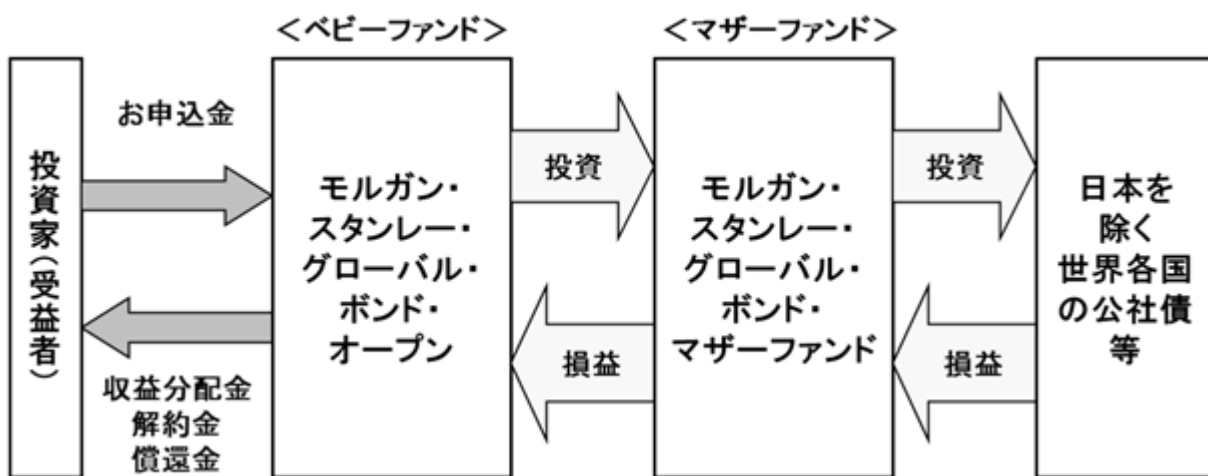 <ベビーファンド>
<マザーファンド>
投資家(受益者)
お申込金
収益分配金
解約金
償還金
モルガン・
スタンレー・
グローバル・
ボンド・
オープン
投資
損益
モルガン・
スタンレー・
グローバル・
ボンド・
マザーファンド
投資
損益
日本を
除く
世界各国
の公社債
等